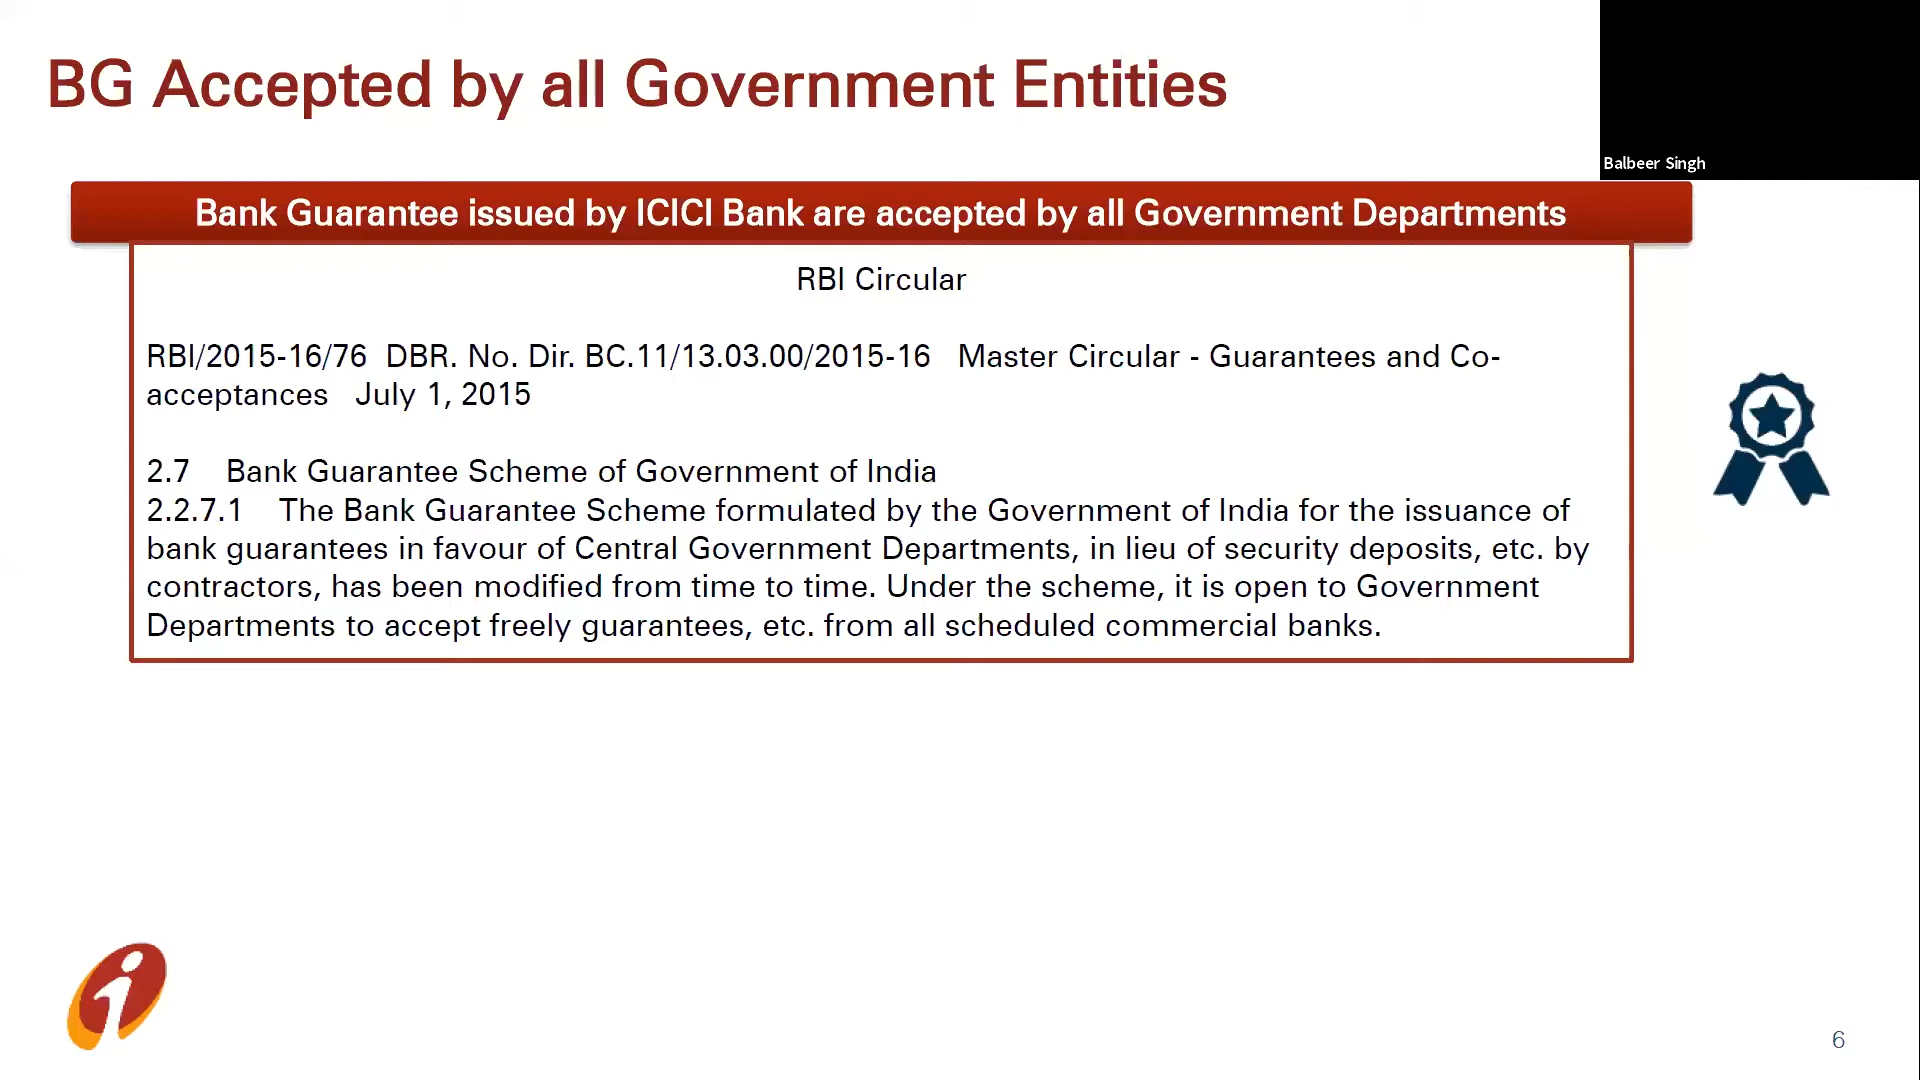 BG Accepted by all Government Entities
Balbeer Singh
Bank Guarantee issued by ICICI Bank are accepted by all Government Departments
RBI Circular
RBI/2015-16/76  DBR. No. Dir. BC.11/13.03.00/2015-16   Master Circular - Guarantees and Co-
acceptances   July 1, 2015
2.7    Bank Guarantee Scheme of Government of India
2.2.7.1    The Bank Guarantee Scheme formulated by the Government of India for the issuance of
bank guarantees in favour of Central Government Departments, in lieu of security deposits, etc. by
contractors, has been modified from time to time. Under the scheme, it is open to Government
Departments to accept freely guarantees, etc. from all scheduled commercial banks.
6